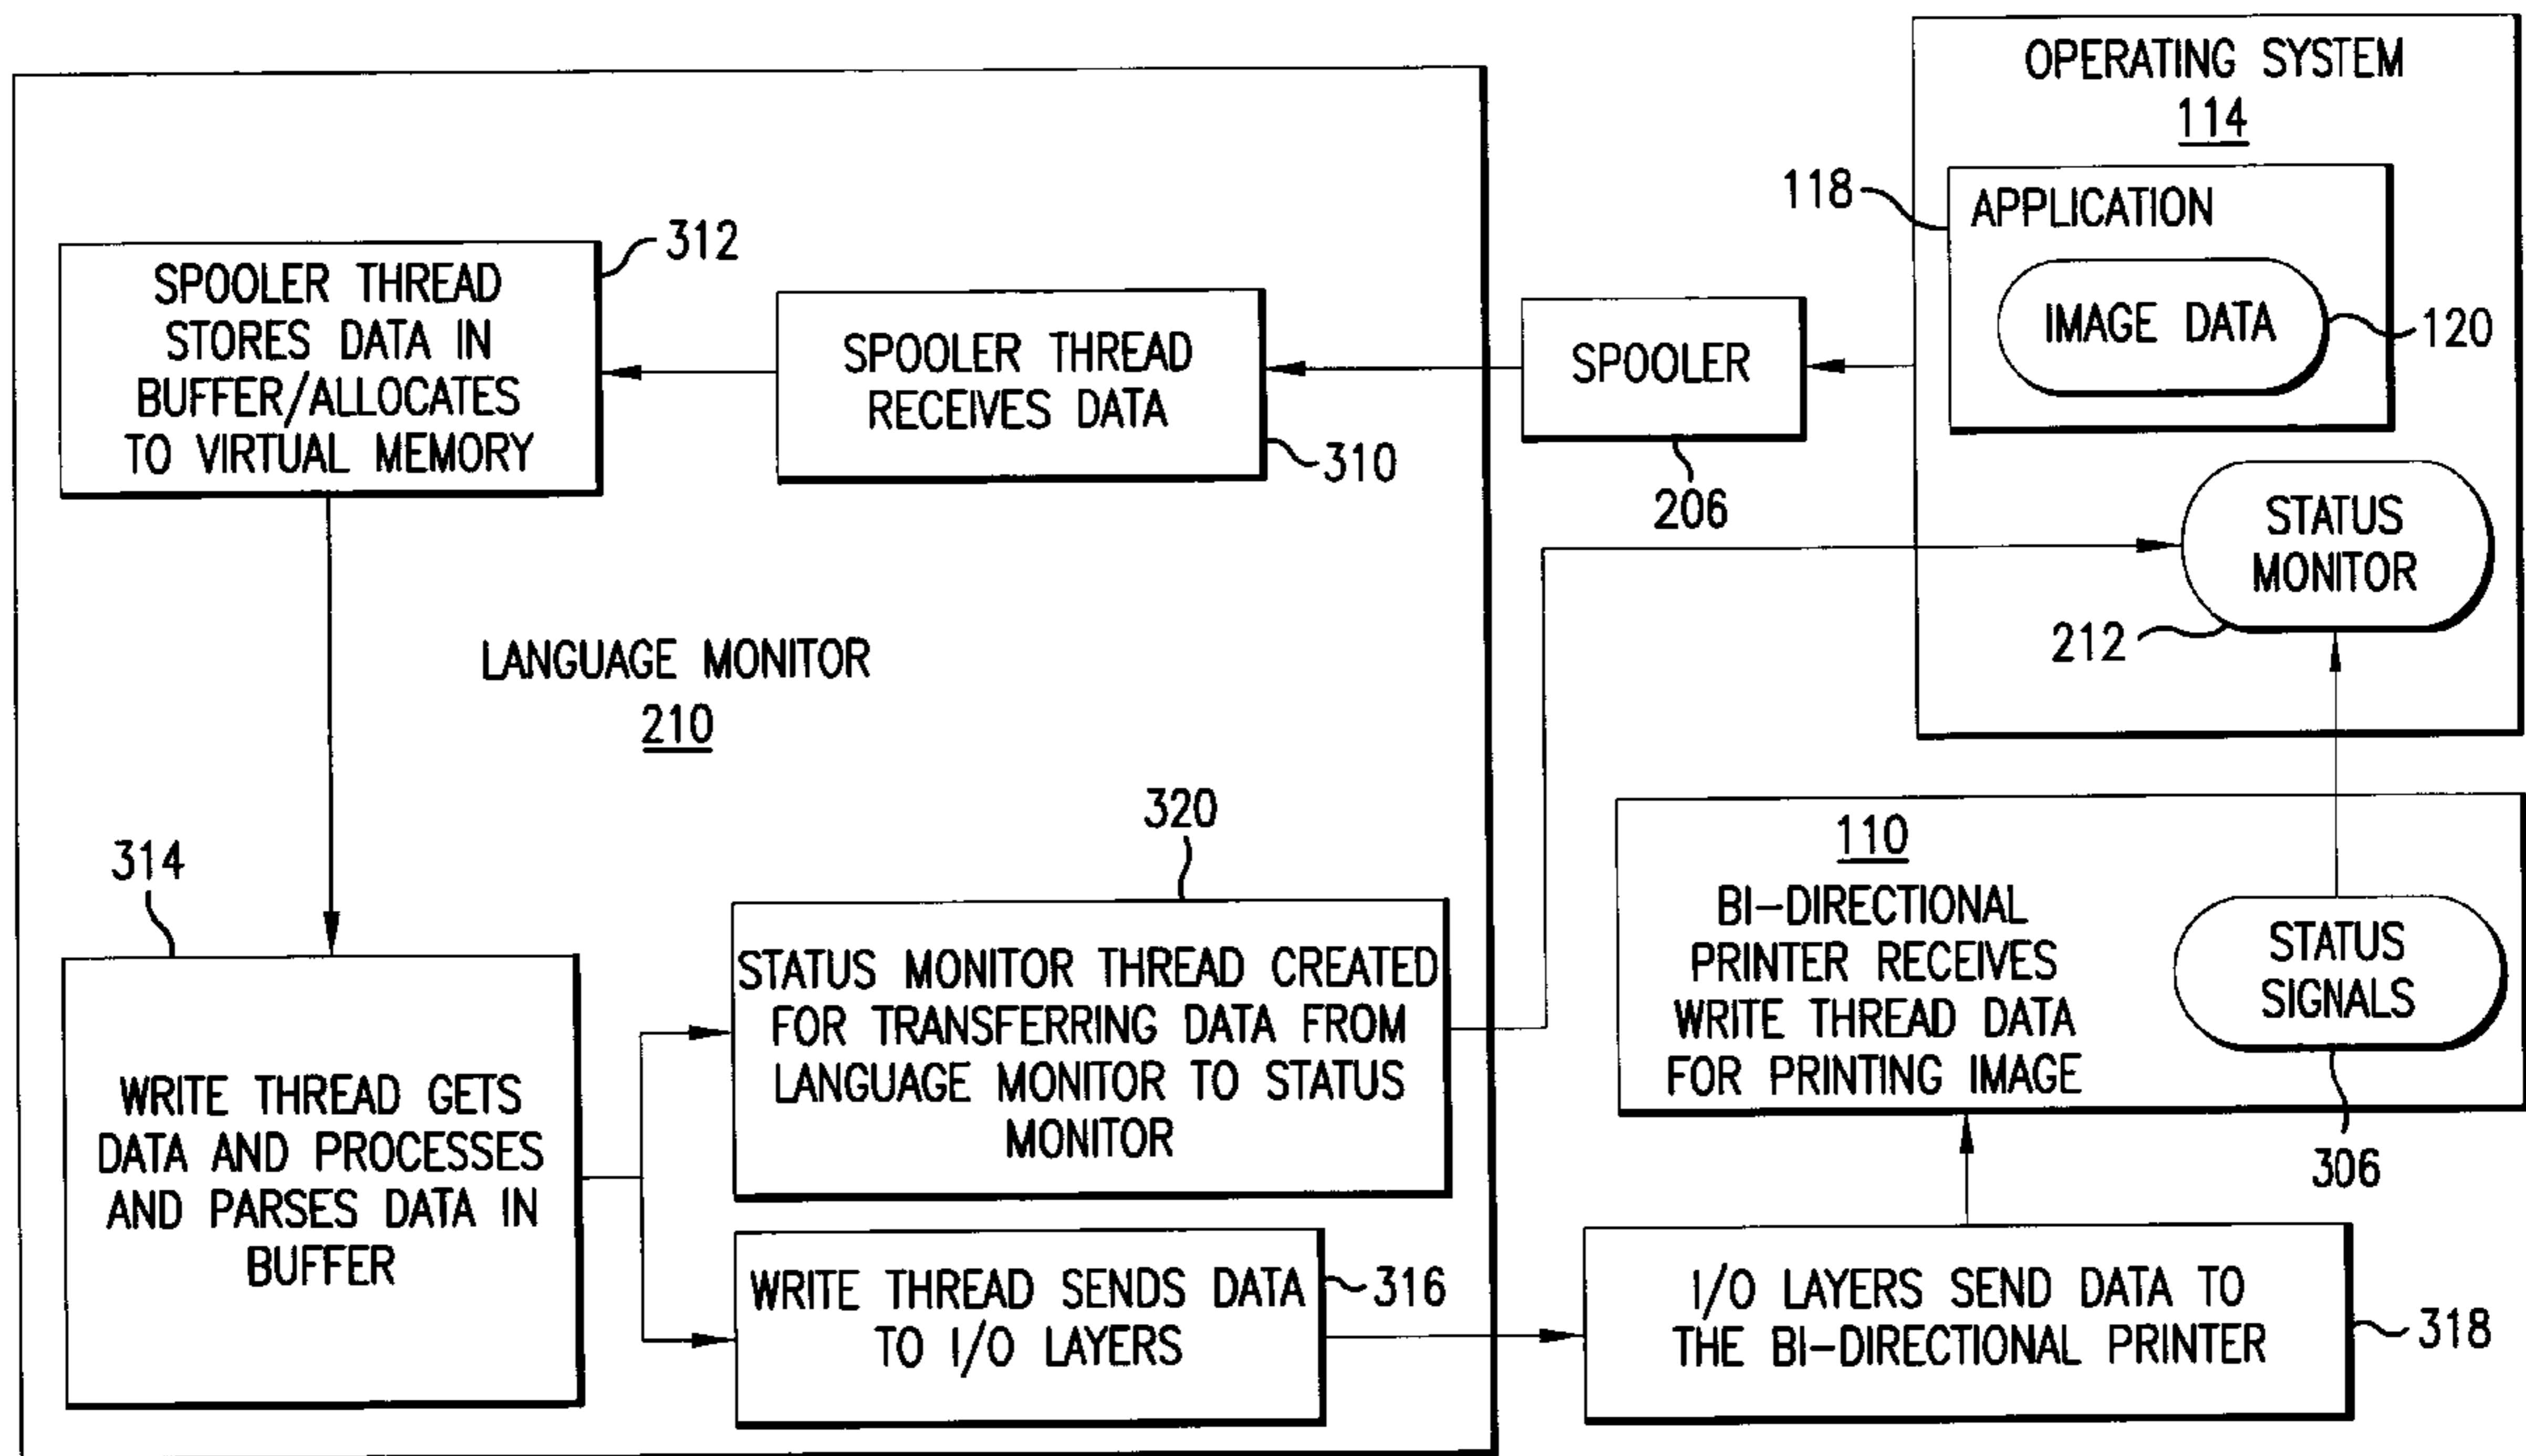 OPERATING SYSTEM
114
118
APPLICATION
IMAGE DATA
120
312
SPOOLER THREAD
STORES DATA IN
BUFFER/ALLOCATES
TO VIRTUAL MEMORY
SPOOLER THREAD
RECEIVES DATA
310
SPOOLER
206
STATUS
MONITOR
212
LANGUAGE MONITOR
210
320
314
110
BI-DIRECTIONAL
PRINTER RECEIVES
WRITE THREAD DATA
FOR PRINTING IMAGE
STATUS
SIGNALS
306
STATUS MONITOR THREAD CREATED
FOR TRANSFERRING DATA FROM
LANGUAGE MONITOR TO STATUS
MONITOR
WRITE THREAD GETS
DATA AND PROCESSES
AND PARSES DATA IN
BUFFER
WRITE THREAD SENDS DATA
TO I/O LAYERS
316
I/O LAYERS SEND DATA TO
THE BI-DIRECTIONAL PRINTER
318